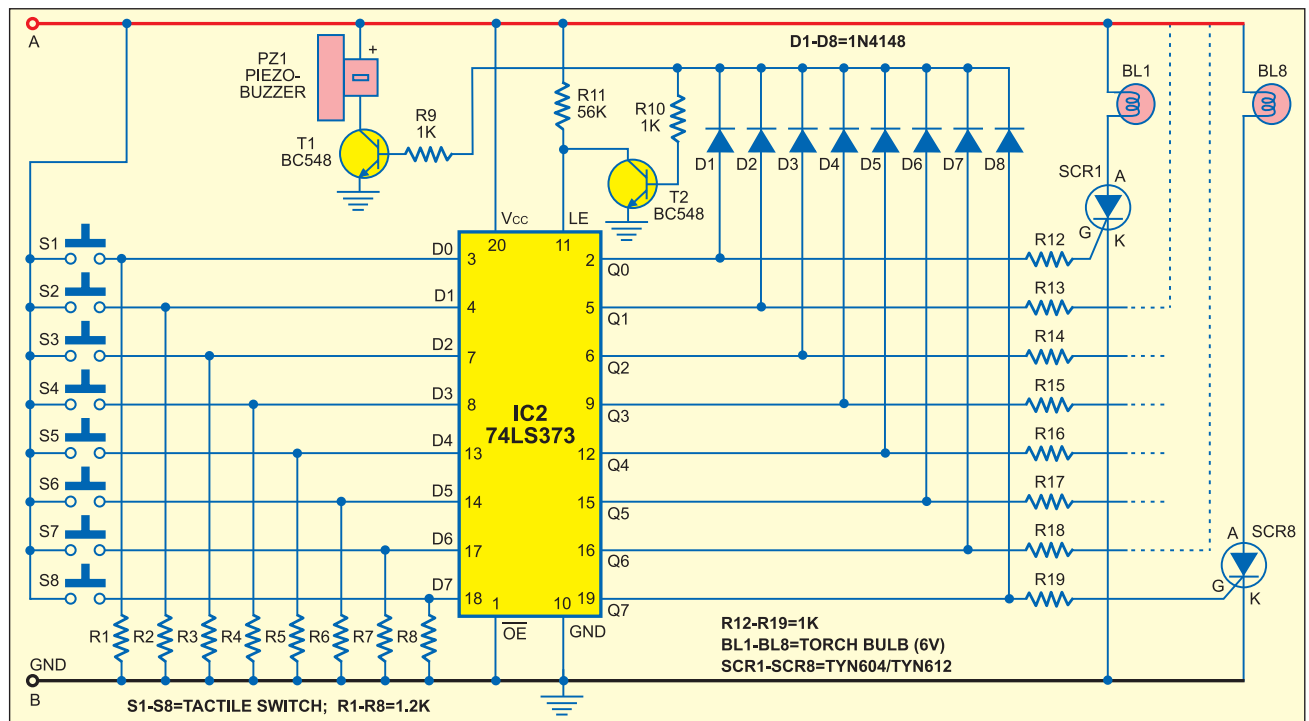 A
D1-D8=1N4148
PZ1
PIEZO-
BUZZER
+
R9
1K
T1
BC548
R11
56K
R10
1K
T2
BC548
D1
D2
D3
D4
D5
D6
D7
D8
BL1
BL8
SCR1
A
G
K
VCC
LE
20
11
S1
S2
S3
S4
S5
S6
S7
S8
D0
D1
D2
D3
D4
D5
D6
D7
3
4
7
8
13
14
17
18
IC2
74LS373
2
5
6
9
12
15
16
19
Q0
Q1
Q2
Q3
Q4
Q5
Q6
Q7
R12
R13
R14
R15
R16
R17
R18
R19
A
SCR8
G
K
1
10
OE
GND
R1
R2
R3
R4
R5
R6
R7
R8
GND
B
R12-R19=1K
BL1-BL8=TORCH BULB (6V)
SCR1-SCR8=TYN604/TYN612
S1-S8=TACTILE SWITCH; R1-R8=1.2K